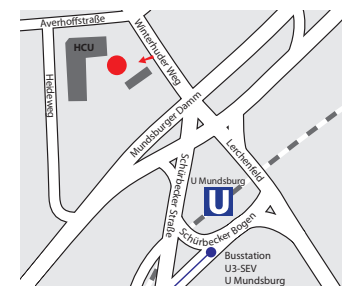 Averhoffstraße
HCU
Winterhuder Weg
Heideweg
Mundsburger Damm
Lerchenfeld
Schürbecker Straße
U Mundsburg
U
Schürbecker Bogen
Busstation
U3-SEV
U Mundsburg